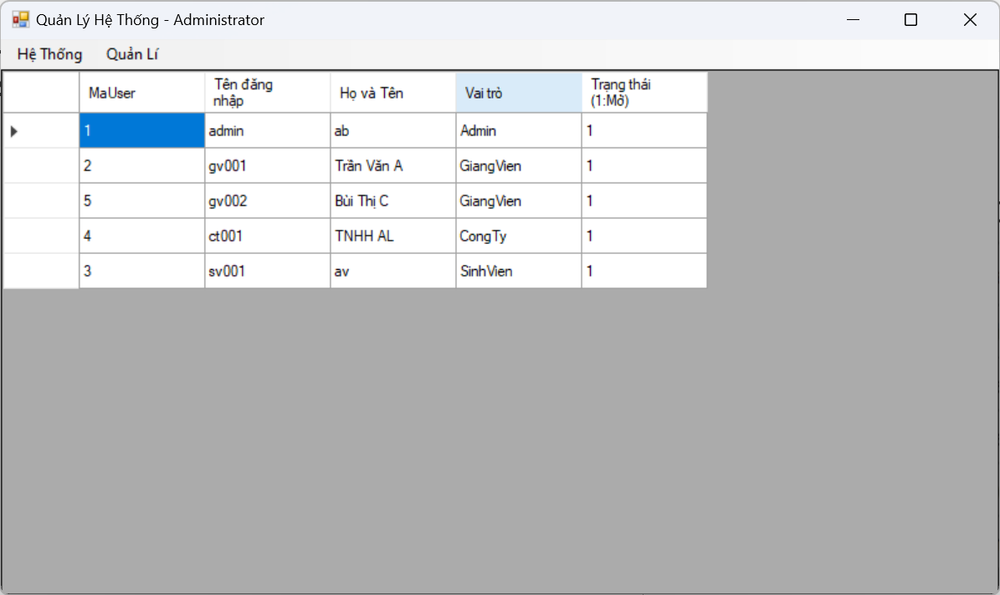 Quản Lý Hệ Thống - Administrator
Hệ Thống Quản Lí
MaUser Tên đăng nhập Họ và Tên Vai trò Trạng thái (1:Mở)
1 admin ab Admin 1
2 gv001 Trần Văn A GiangVien 1
5 gv002 Bùi Thị C GiangVien 1
4 ct001 TNHH AL CongTy 1
3 sv001 av SinhVien 1